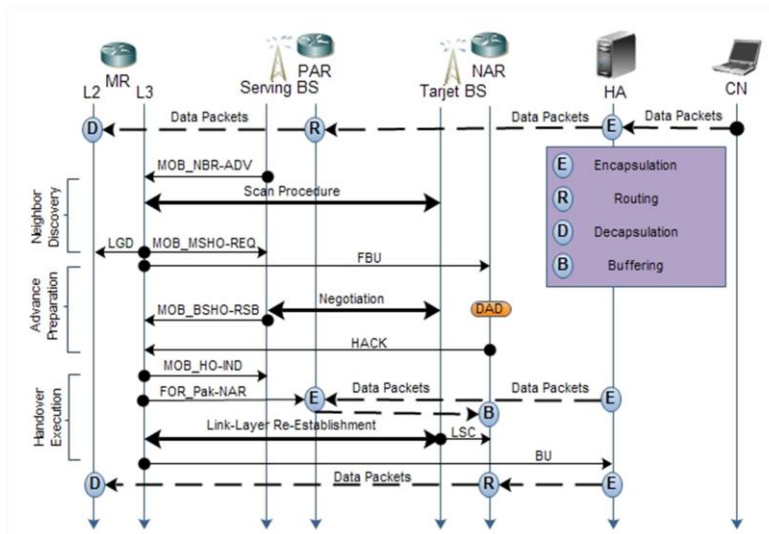 MR
PAR
NAR
L2
L3
Serving BS
Tarjet BS
HA
CN
Data Packets
Data Packets
Data Packets
D
R
E
MOB_NBR-ADV
E
Encapsulation
Scan Procedure
R
Routing
Neighbor
Discovery
D
Decapsulation
LGD
MOB_MSHO-REQ
FBU
B
Buffering
Advance
Preparation
Negotiation
MOB_BSHO-RSB
DAD
HACK
Handover
Execution
MOB_HO-IND
FOR_Pak-NAR
E
Data Packets
Data Packets
E
B
Link-Layer Re-Establishment
LSC
BU
Data Packets
D
R
E